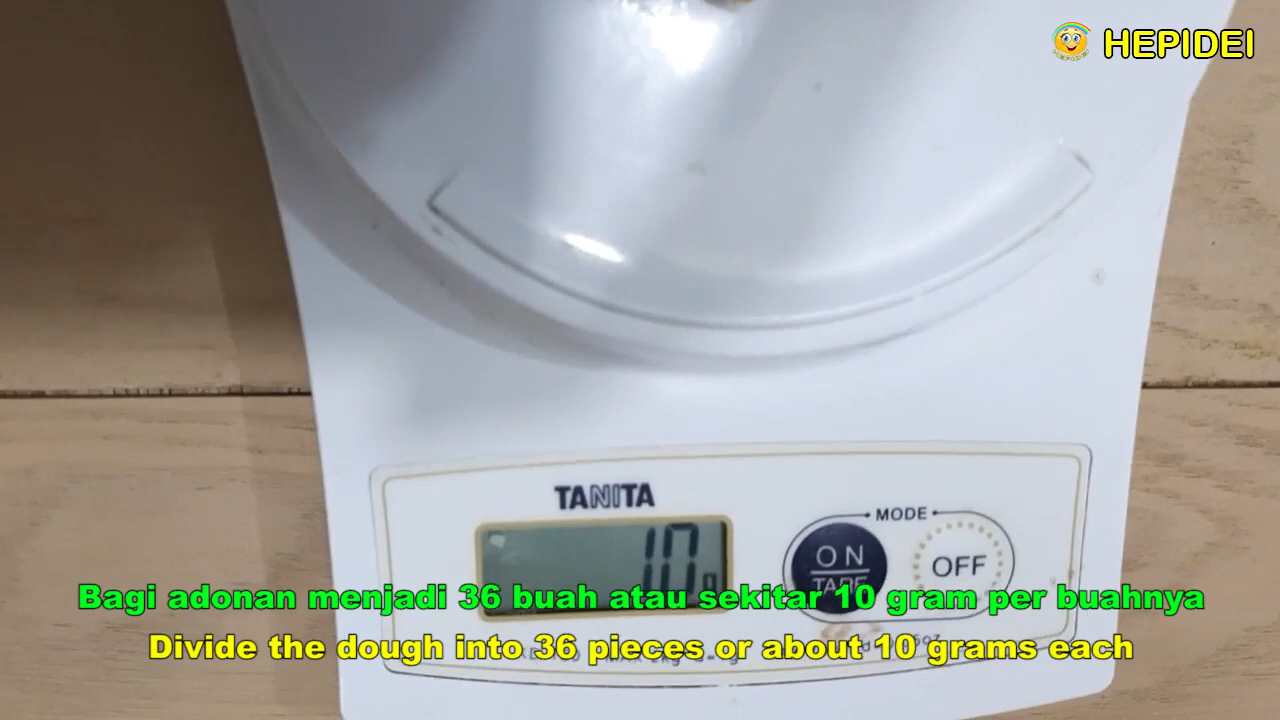 HEPIDEI
TANITA
MODE
ON
TARE
OFF
10g
Bagi adonan menjadi 36 buah atau sekitar 10 gram per buahnya
Divide the dough into 36 pieces or about 10 grams each